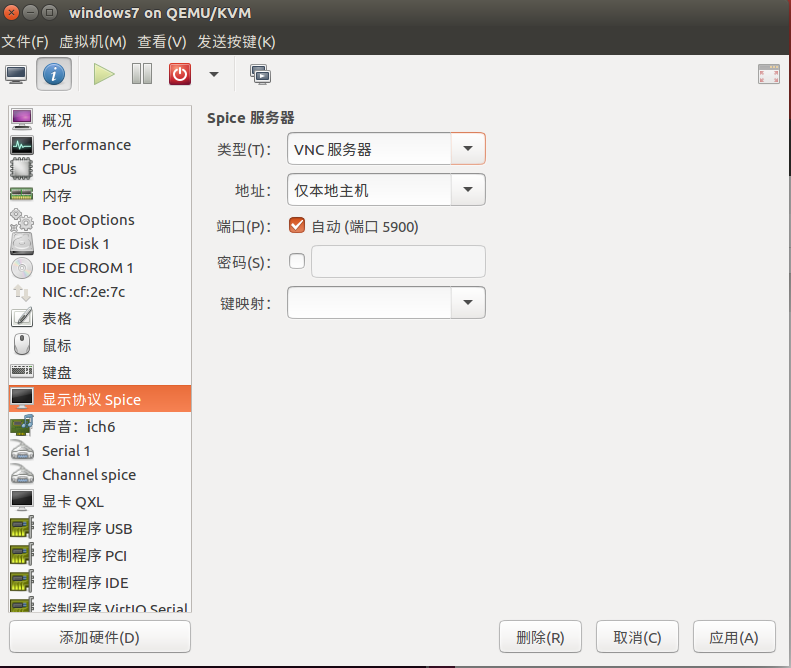 windows7 on QEMU/KVM
文件(F) 虚拟机(M) 查看(V) 发送按键(K)
概况
Performance
CPUs
内存
Boot Options
IDE Disk 1
IDE CDROM 1
NIC :cf:2e:7c
表格
鼠标
键盘
显示协议 Spice
声音：ich6
Serial 1
Channel spice
显卡 QXL
控制程序 USB
控制程序 PCI
控制程序 IDE
控制程序 VirtIO Serial
添加硬件(D)
Spice 服务器
类型(T)： VNC 服务器
地址： 仅本地主机
端口(P)： 自动 (端口 5900)
密码(S)：
键映射：
删除(R) 取消(C) 应用(A)